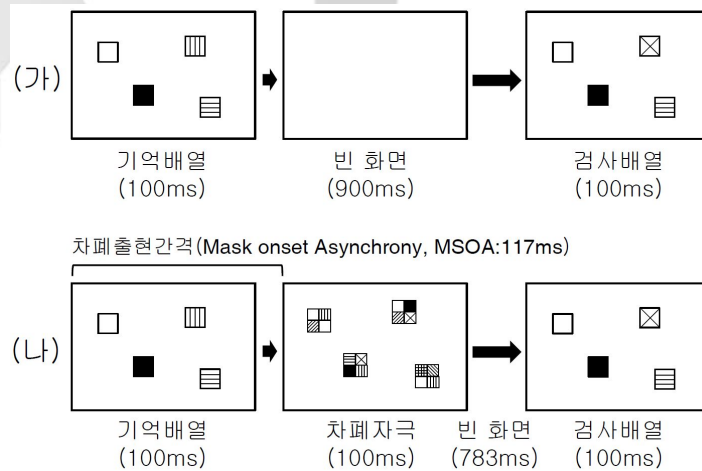 (가)
기억배열 빈 화면 검사배열
(100ms) (900ms) (100ms)
차폐출현간격(Mask onset Asynchrony, MSOA:117ms)
(나)
기억배열 차폐자극 빈 화면 검사배열
(100ms) (100ms) (783ms) (100ms)